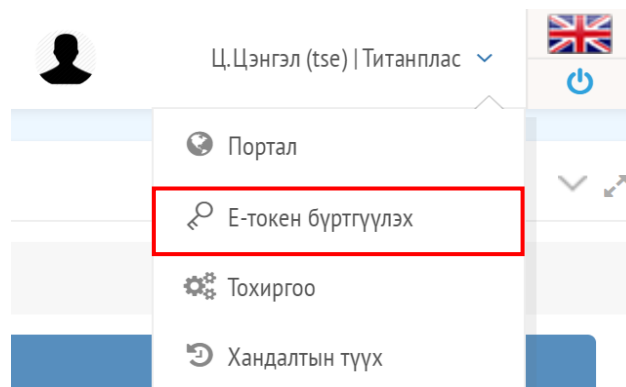 Ц.Цэнгэл (tse) | Титанплас
Портал
Е-токен бүртгүүлэх
Тохиргоо
Хандалтын түүх